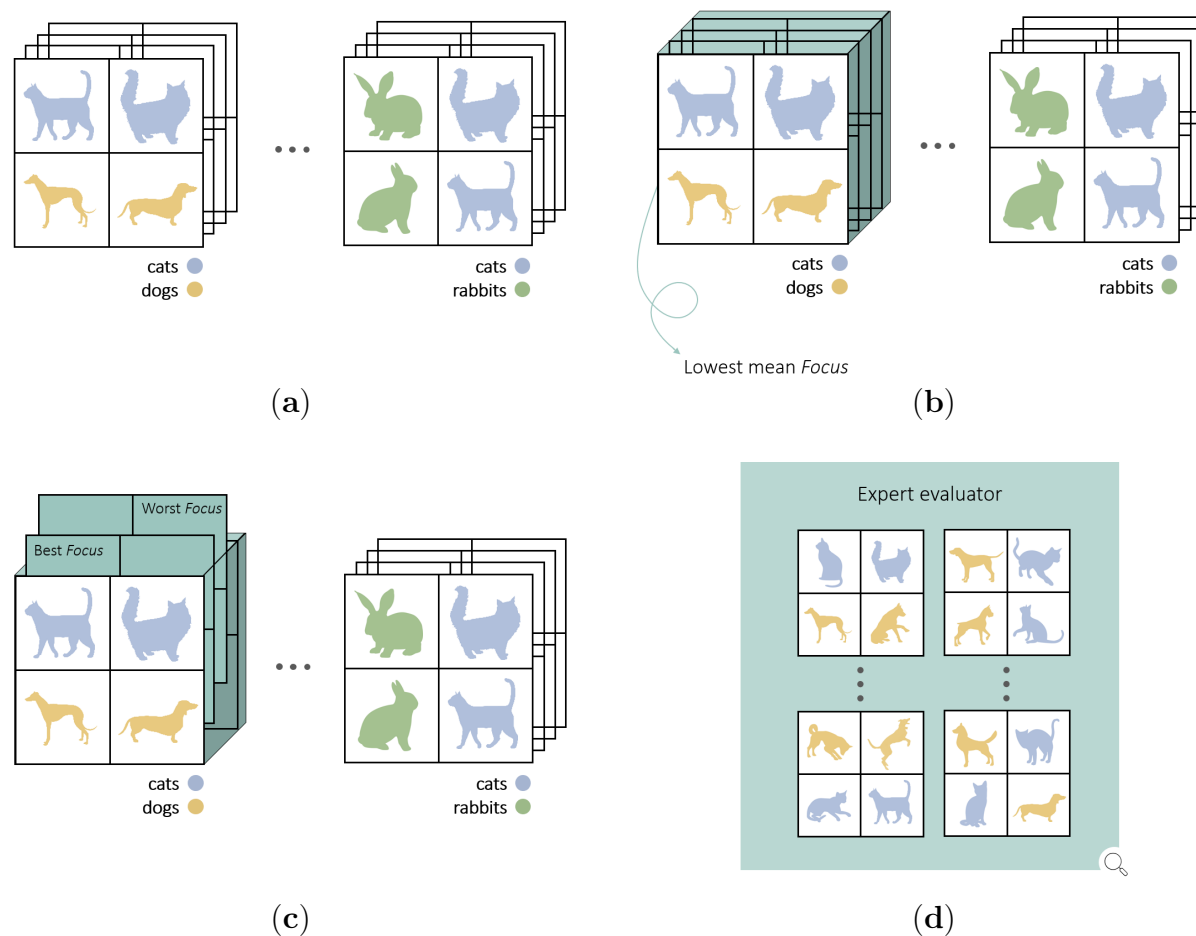 cats
dogs
cats
rabbits
(a)
cats
dogs
cats
rabbits
Lowest mean Focus
(b)
Worst Focus
Best Focus
cats
dogs
cats
rabbits
(c)
Expert evaluator
(d)